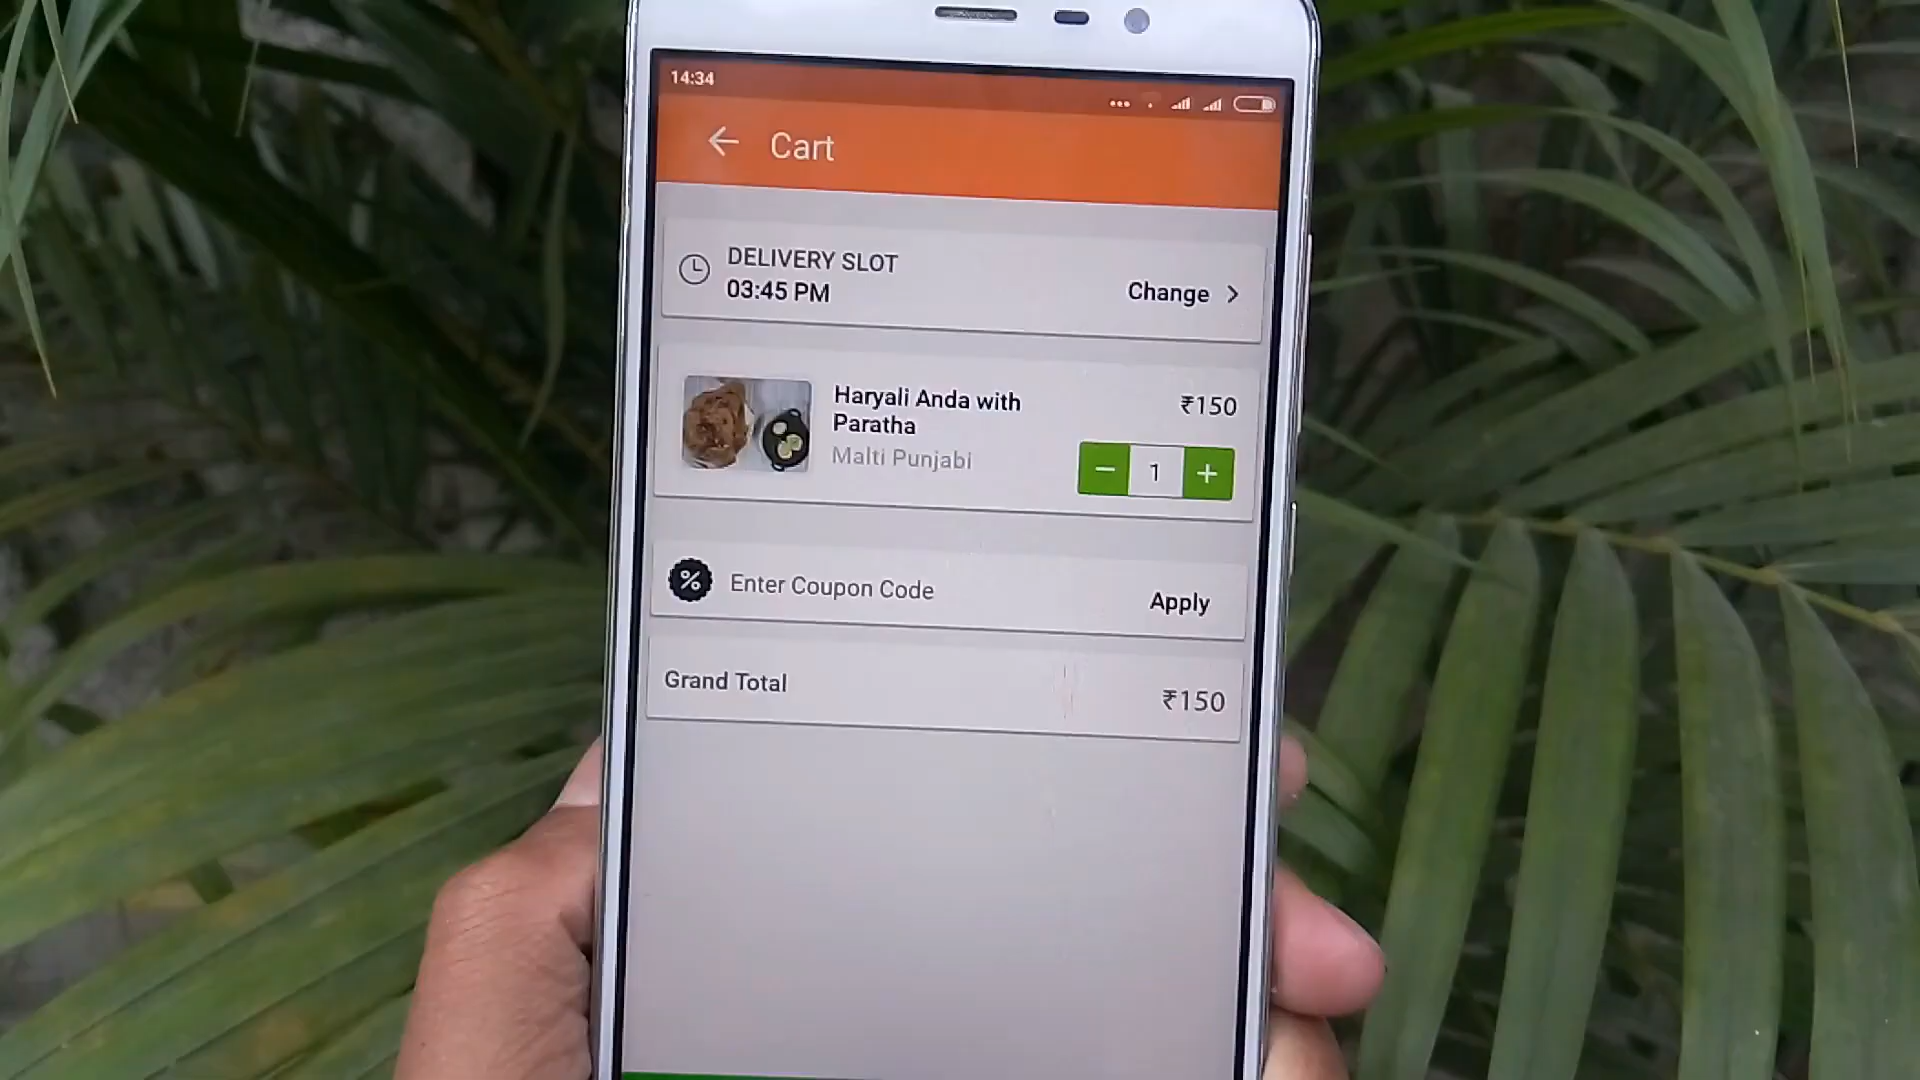 14:34
Cart
DELIVERY SLOT
03:45 PM
Change
Haryali Anda with
Paratha
₹150
Malti Punjabi
1
Enter Coupon Code
Apply
Grand Total
₹150